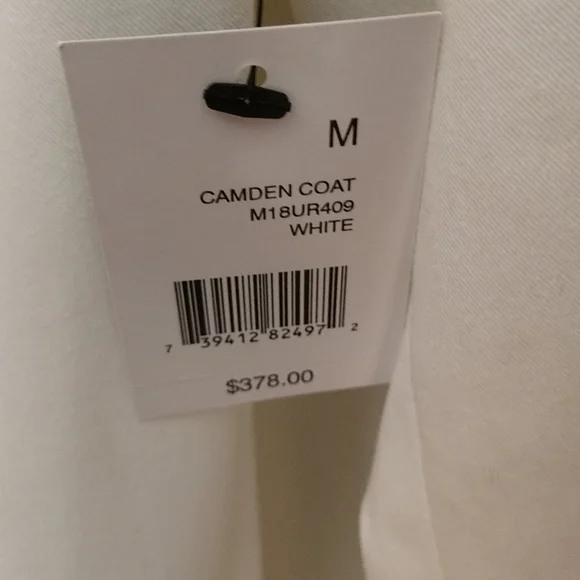 M
CAMDEN COAT
M18UR409
WHITE
7 39412 82497 2
$378.00